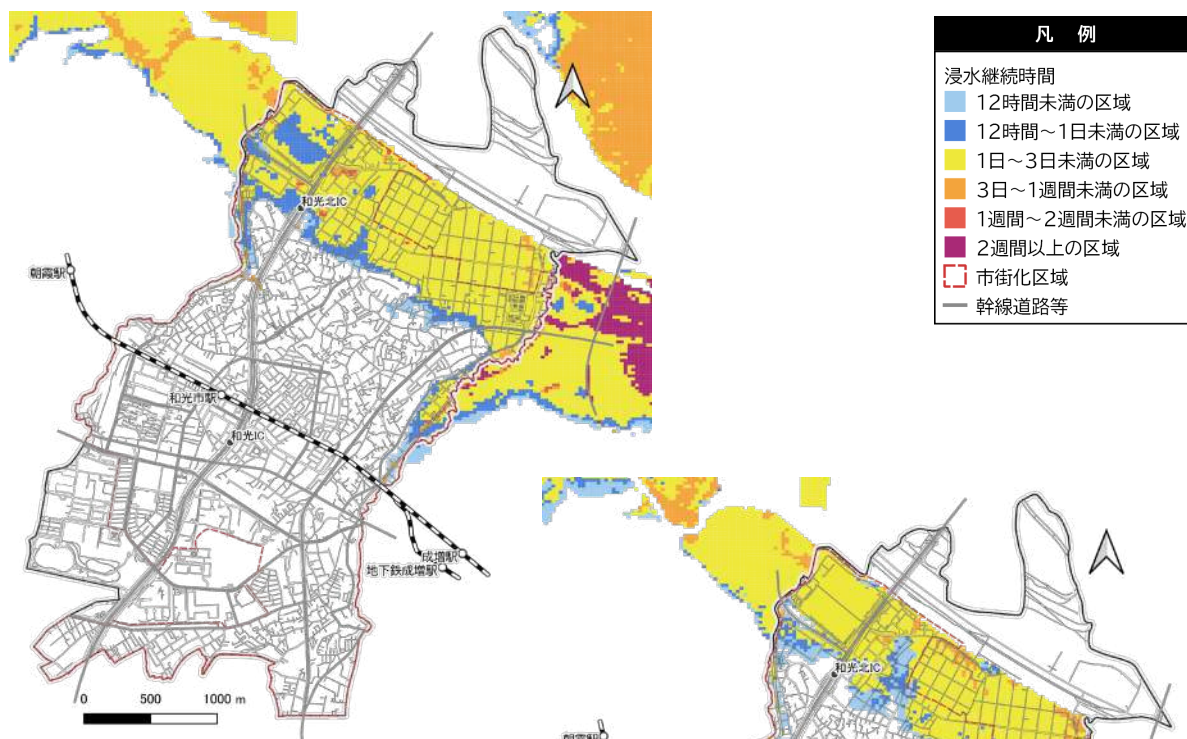 凡 例
浸水継続時間
12時間未満の区域
12時間～1日未満の区域
1日～3日未満の区域
3日～1週間未満の区域
1週間～2週間未満の区域
2週間以上の区域
市街化区域
幹線道路等
和光北IC
朝霞駅
和光市駅
和光IC
成増駅
地下鉄成増駅
0 500 1000 m
和光北IC
朝霞駅